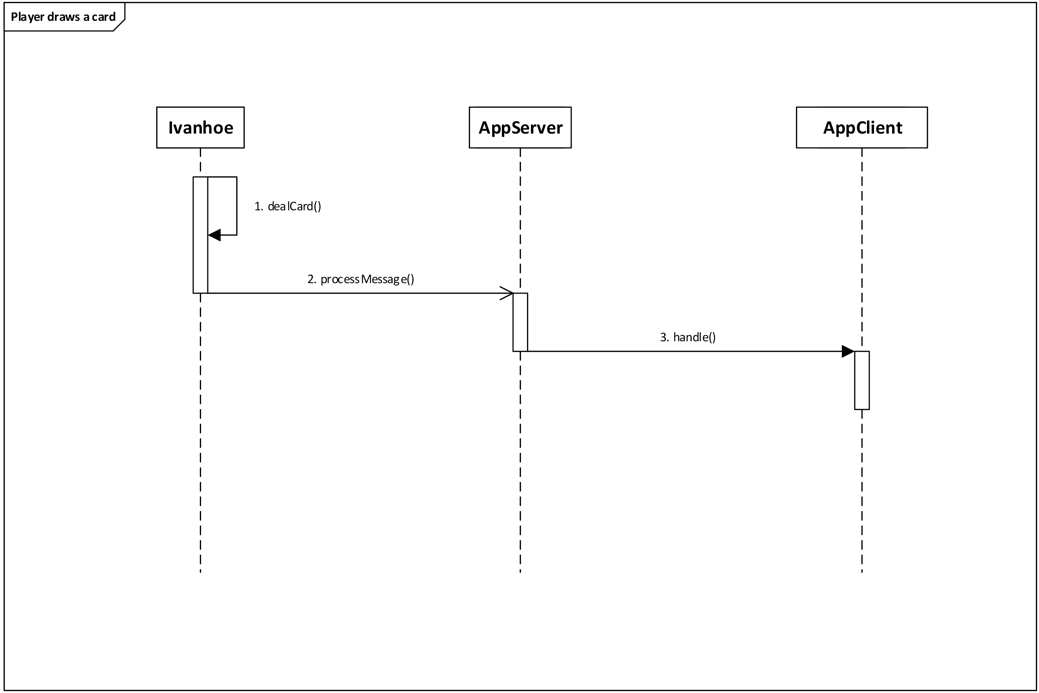 Player draws a card
Ivanhoe
AppServer
AppClient
1. dealCard()
2. processMessage()
3. handle()